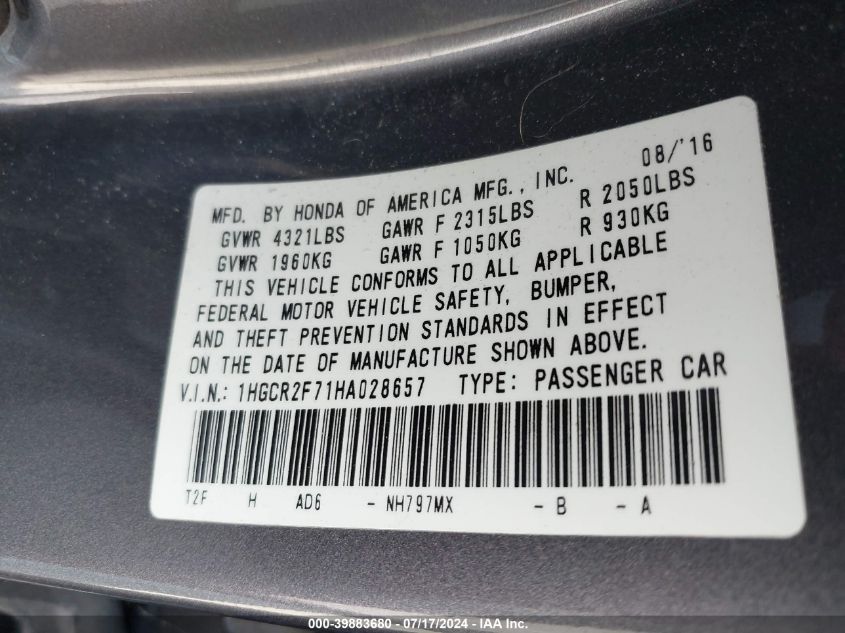 08/'16
MFD. BY HONDA OF AMERICA MFG., INC.
GVWR 4321LBS GAWR F 2315LBS R 2050LBS
GVWR 1960KG GAWR F 1050KG R 930KG
THIS VEHICLE CONFORMS TO ALL APPLICABLE
FEDERAL MOTOR VEHICLE SAFETY, BUMPER,
AND THEFT PREVENTION STANDARDS IN EFFECT
ON THE DATE OF MANUFACTURE SHOWN ABOVE.
V.I.N.: 1HGCR2F71HA028657 TYPE: PASSENGER CAR
T2F H AD6 - NH797MX - B - A
000-39883680 - 07/17/2024 - IAA Inc.